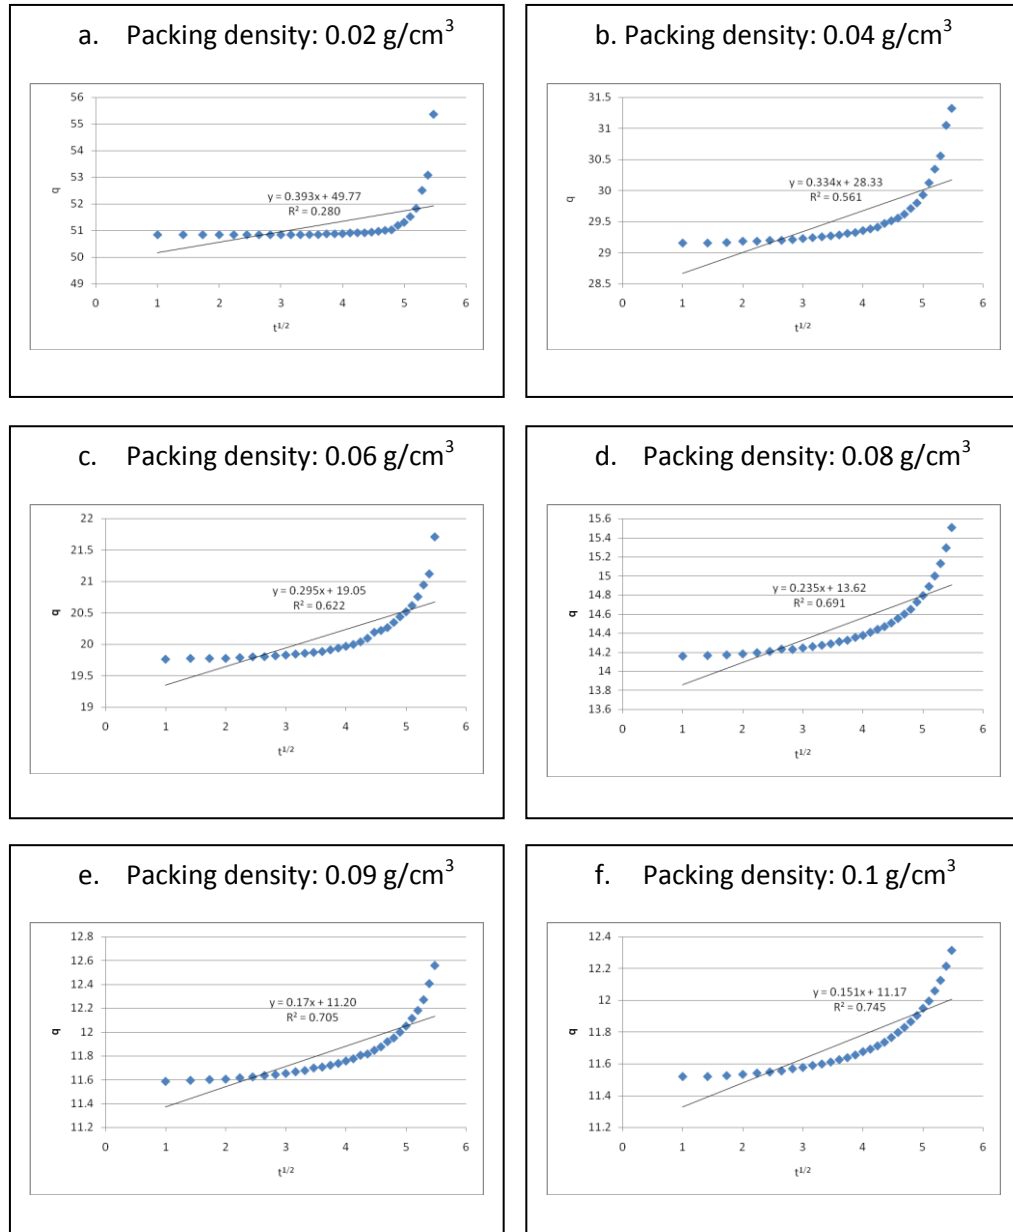 a. Packing density: 0.02 g/cm³
56
55
54
53
52
51
50
49
q
y = 0.393x + 49.77
R² = 0.280
0 1 2 3 4 5 6
t^1/2
b. Packing density: 0.04 g/cm³
31.5
31
30.5
30
29.5
29
28.5
q
y = 0.334x + 28.33
R² = 0.561
0 1 2 3 4 5 6
t^1/2
c. Packing density: 0.06 g/cm³
22
21.5
21
20.5
20
19.5
19
q
y = 0.295x + 19.05
R² = 0.622
0 1 2 3 4 5 6
t^1/2
d. Packing density: 0.08 g/cm³
15.6
15.4
15.2
15
14.8
14.6
14.4
14.2
14
13.8
13.6
q
y = 0.235x + 13.62
R² = 0.691
0 1 2 3 4 5 6
t^1/2
e. Packing density: 0.09 g/cm³
12.8
12.6
12.4
12.2
12
11.8
11.6
11.4
11.2
q
y = 0.17x + 11.20
R² = 0.705
0 1 2 3 4 5 6
t^1/2
f. Packing density: 0.1 g/cm³
12.4
12.2
12
11.8
11.6
11.4
11.2
q
y = 0.151x + 11.17
R² = 0.745
0 1 2 3 4 5 6
t^1/2